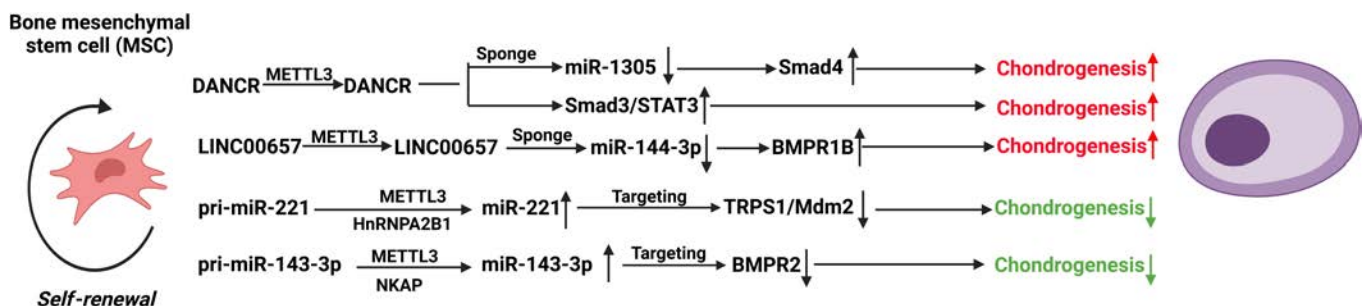 Bone mesenchymal
stem cell (MSC)
DANCR METTL3 DANCR Sponge miR-1305 Smad4 Chondrogenesis
Smad3/STAT3 Chondrogenesis
LINC00657 METTL3 LINC00657 Sponge miR-144-3p BMPR1B Chondrogenesis
pri-miR-221 METTL3 HnRNPA2B1 miR-221 Targeting TRPS1/Mdm2 Chondrogenesis
pri-miR-143-3p METTL3 NKAP miR-143-3p Targeting BMPR2 Chondrogenesis
Self-renewal